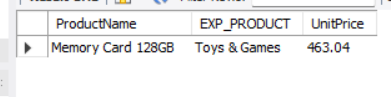 ProductName EXP_PRODUCT UnitPrice
Memory Card 128GB Toys & Games 463.04